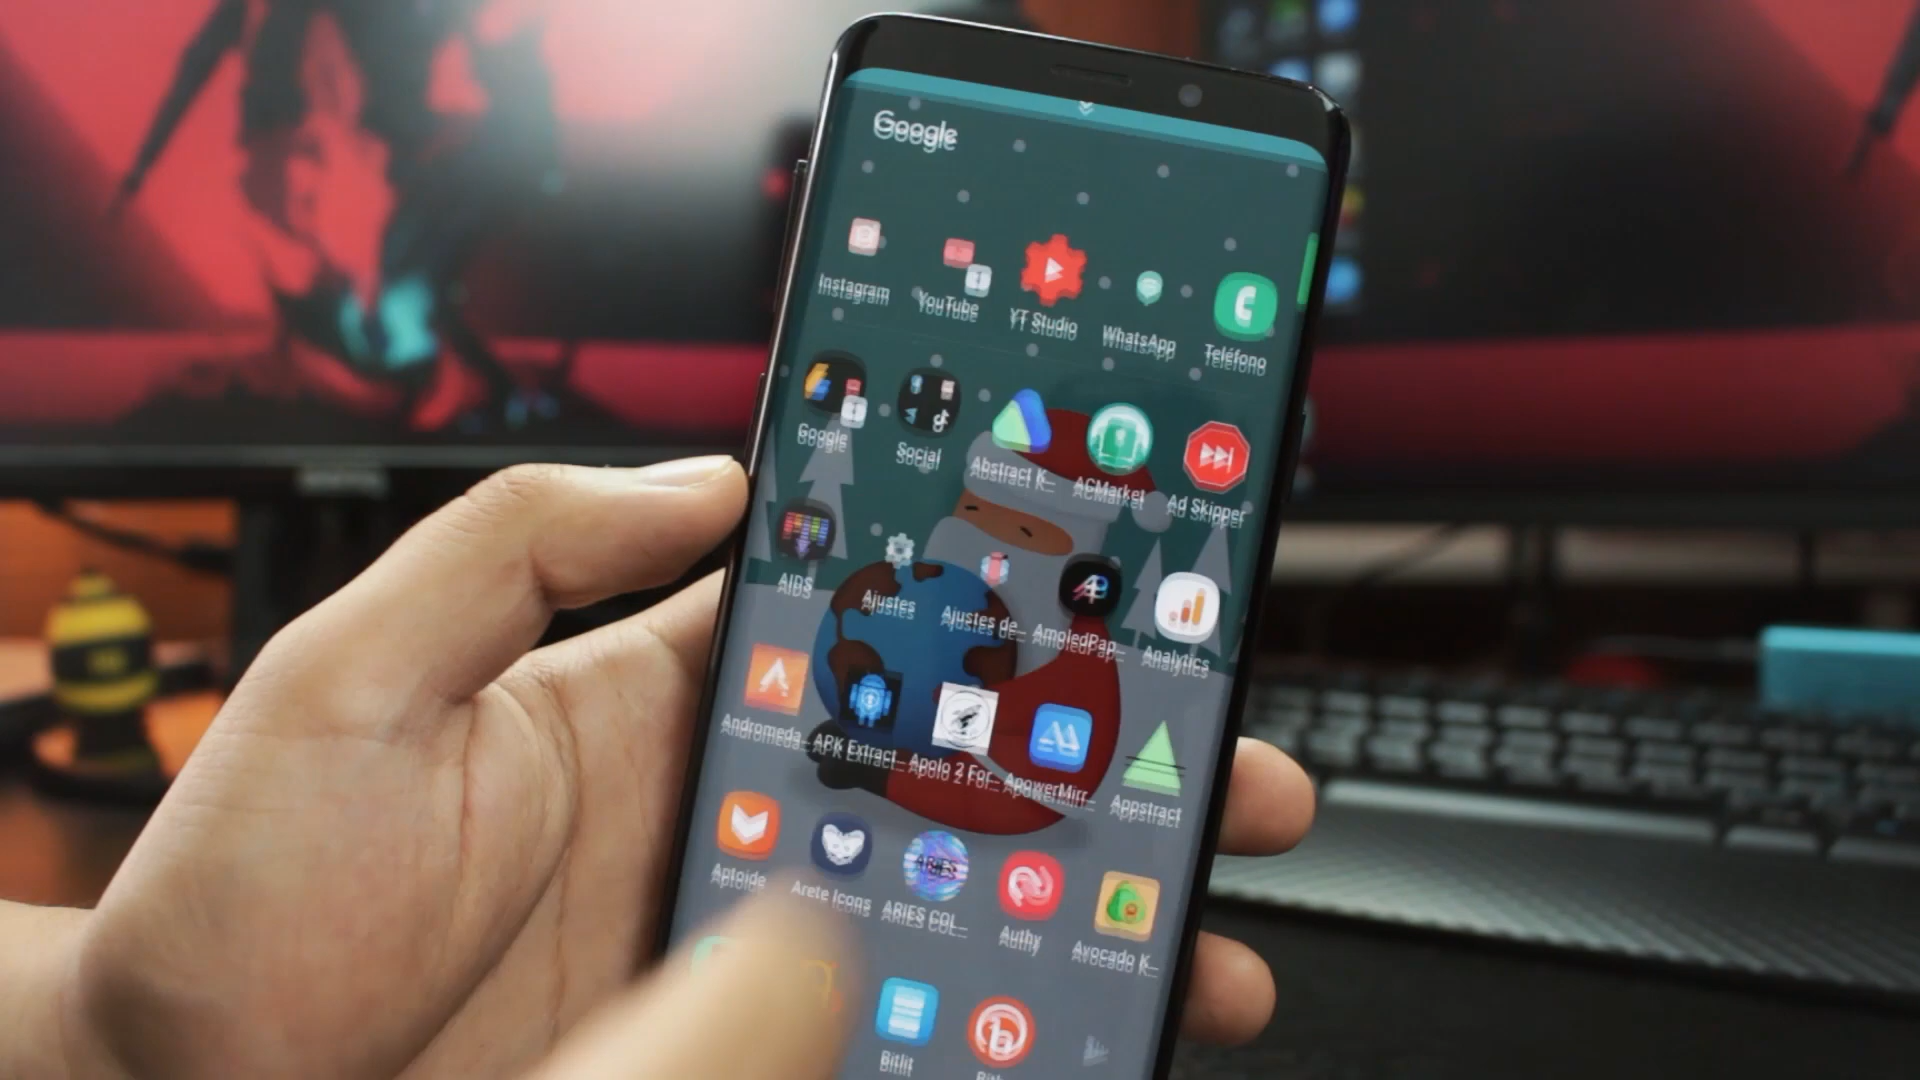 Google
Instagram
YouTube
YT Studio
WhatsApp
Teléfono
Google
Social
Abstract K...
ACMarket
Ad Skipper
AIDS
Ajustes
Ajustes de...
AmoledPap...
Analytics
Andromeda...
APK Extract...
Apolo 2 For...
ApowerMirr...
Appstract
Aptoide
Arete Icons
ARIES
ARIES COL...
Authy
Avocado K...
Bitlit